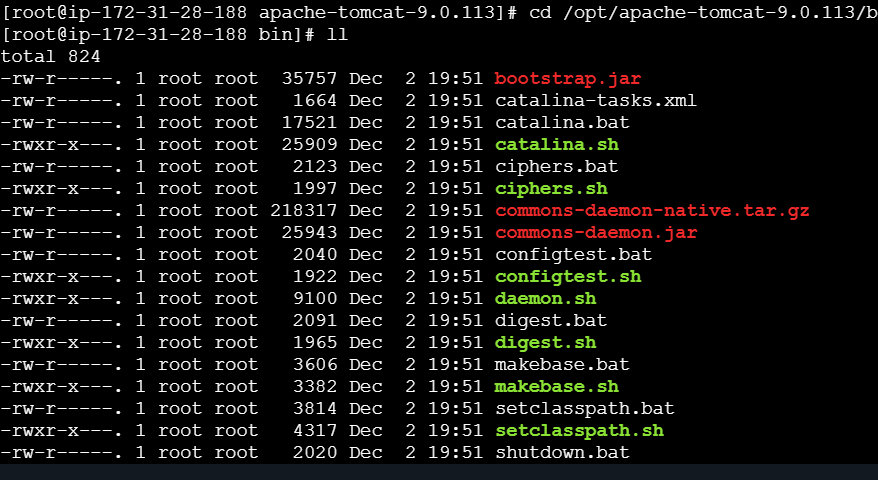 [root@ip-172-31-28-188 apache-tomcat-9.0.113]# cd /opt/apache-tomcat-9.0.113/b
[root@ip-172-31-28-188 bin]# ll
total 824
-rw-r-----. 1 root root  35757 Dec  2 19:51 bootstrap.jar
-rw-r-----. 1 root root   1664 Dec  2 19:51 catalina-tasks.xml
-rw-r-----. 1 root root  17521 Dec  2 19:51 catalina.bat
-rwxr-x---. 1 root root  25909 Dec  2 19:51 catalina.sh
-rw-r-----. 1 root root   2123 Dec  2 19:51 ciphers.bat
-rwxr-x---. 1 root root   1997 Dec  2 19:51 ciphers.sh
-rw-r-----. 1 root root 218317 Dec  2 19:51 commons-daemon-native.tar.gz
-rw-r-----. 1 root root  25943 Dec  2 19:51 commons-daemon.jar
-rw-r-----. 1 root root   2040 Dec  2 19:51 configtest.bat
-rwxr-x---. 1 root root   1922 Dec  2 19:51 configtest.sh
-rwxr-x---. 1 root root   9100 Dec  2 19:51 daemon.sh
-rw-r-----. 1 root root   2091 Dec  2 19:51 digest.bat
-rwxr-x---. 1 root root   1965 Dec  2 19:51 digest.sh
-rw-r-----. 1 root root   3606 Dec  2 19:51 makebase.bat
-rwxr-x---. 1 root root   3382 Dec  2 19:51 makebase.sh
-rw-r-----. 1 root root   3814 Dec  2 19:51 setclasspath.bat
-rwxr-x---. 1 root root   4317 Dec  2 19:51 setclasspath.sh
-rw-r-----. 1 root root   2020 Dec  2 19:51 shutdown.bat